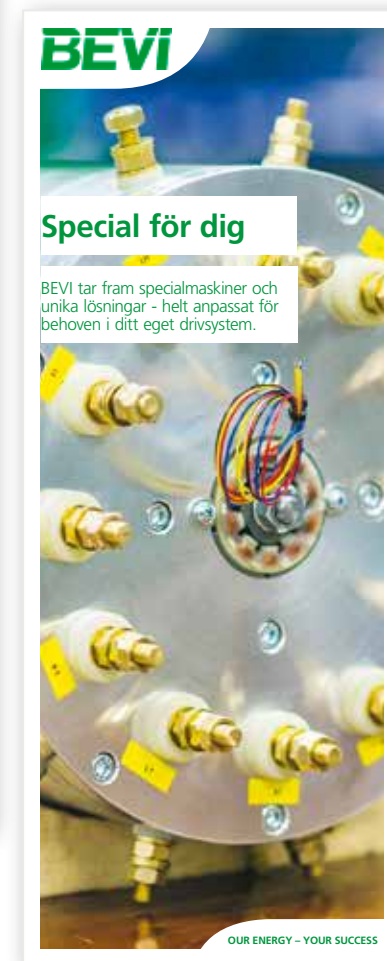 BEVI
Special för dig
BEVI tar fram specialmaskiner och
unika lösningar - helt anpassat för
behoven i ditt eget drivsystem.
OUR ENERGY – YOUR SUCCESS